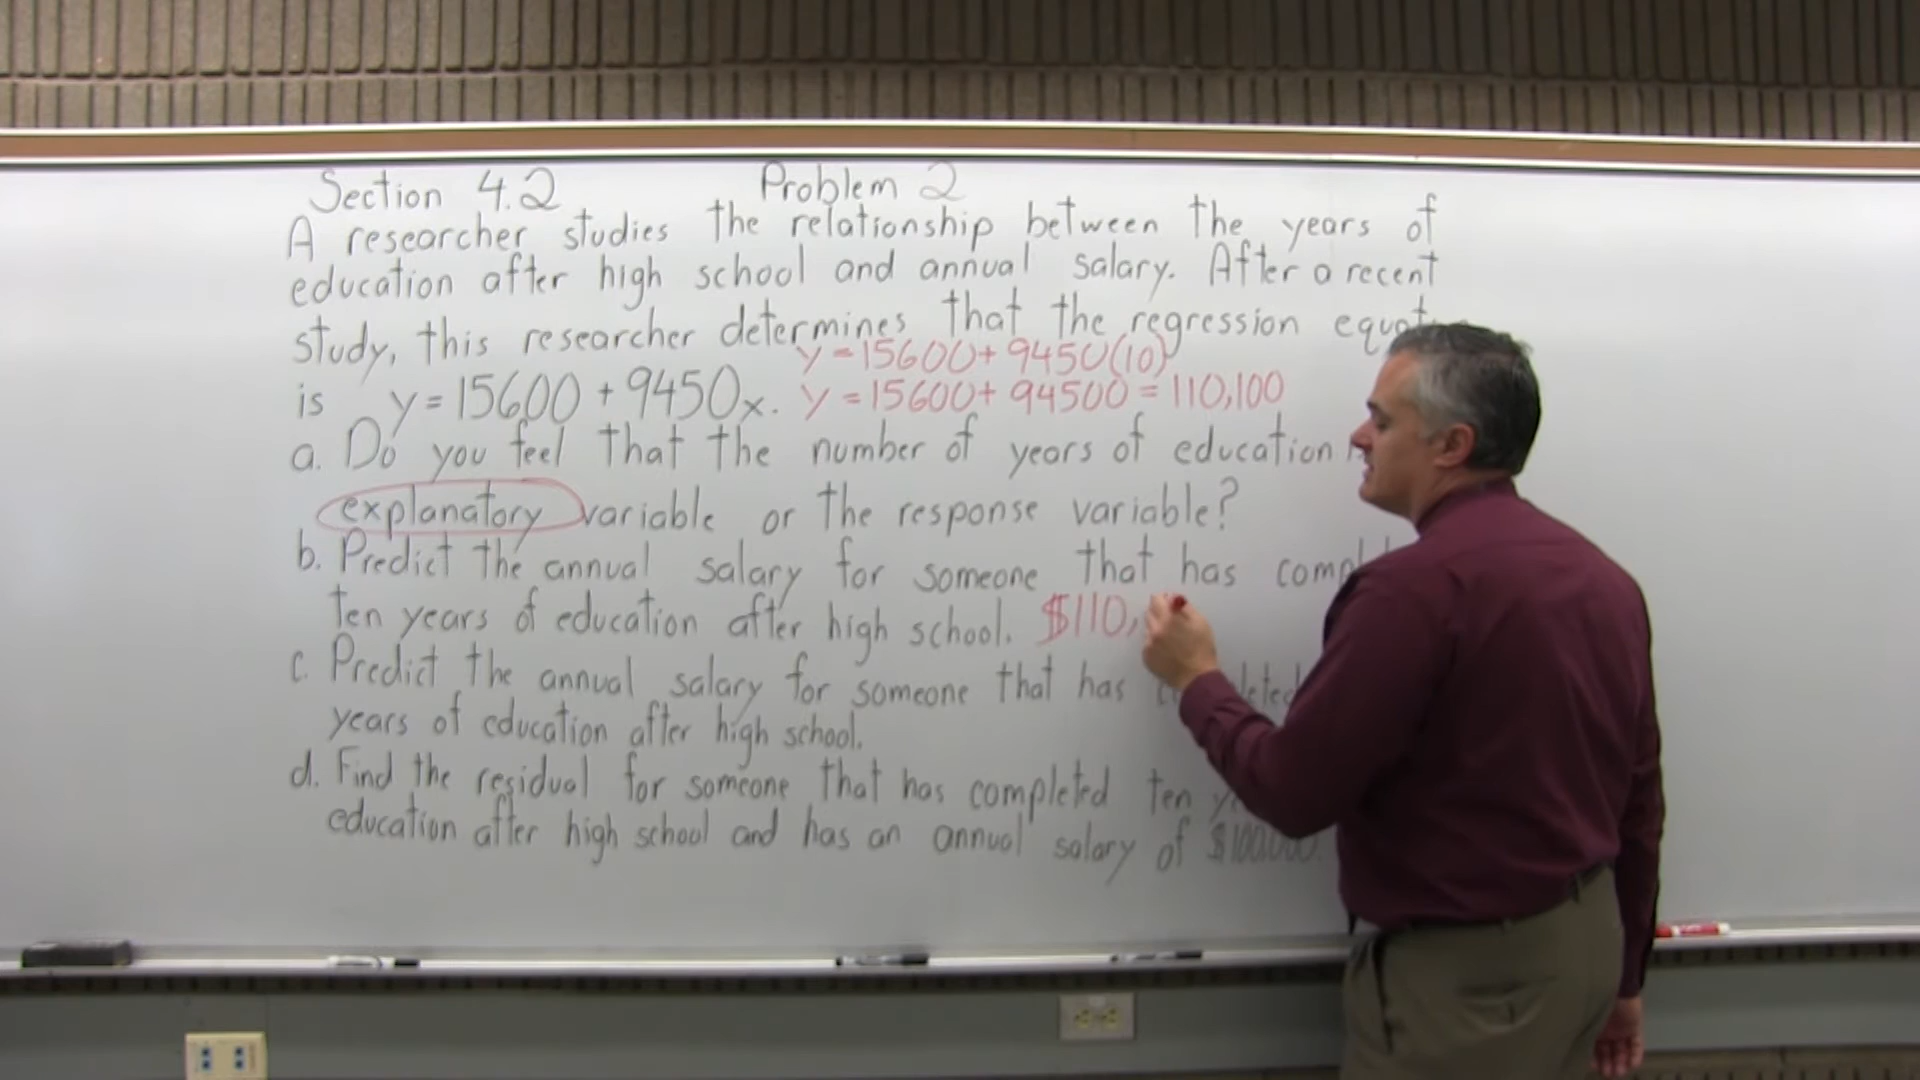 Section 4.2 Problem 2
A researcher studies the relationship between the years of
education after high school and annual salary. After a recent
study, this researcher determines that the regression
y = 15600 + 9450(10)
is y = 15600 + 9450x. y = 15600 + 94500 = 110,100
a. Do you feel that the number of years of education
explanatory variable or the response variable?
b. Predict the annual salary for someone that has
ten years of education after high school. $110,
c. Predict the annual salary for someone that has
years of education after high school.
d. Find the residual for someone that has completed ten
education after high school and has an annual salary of $100,000.